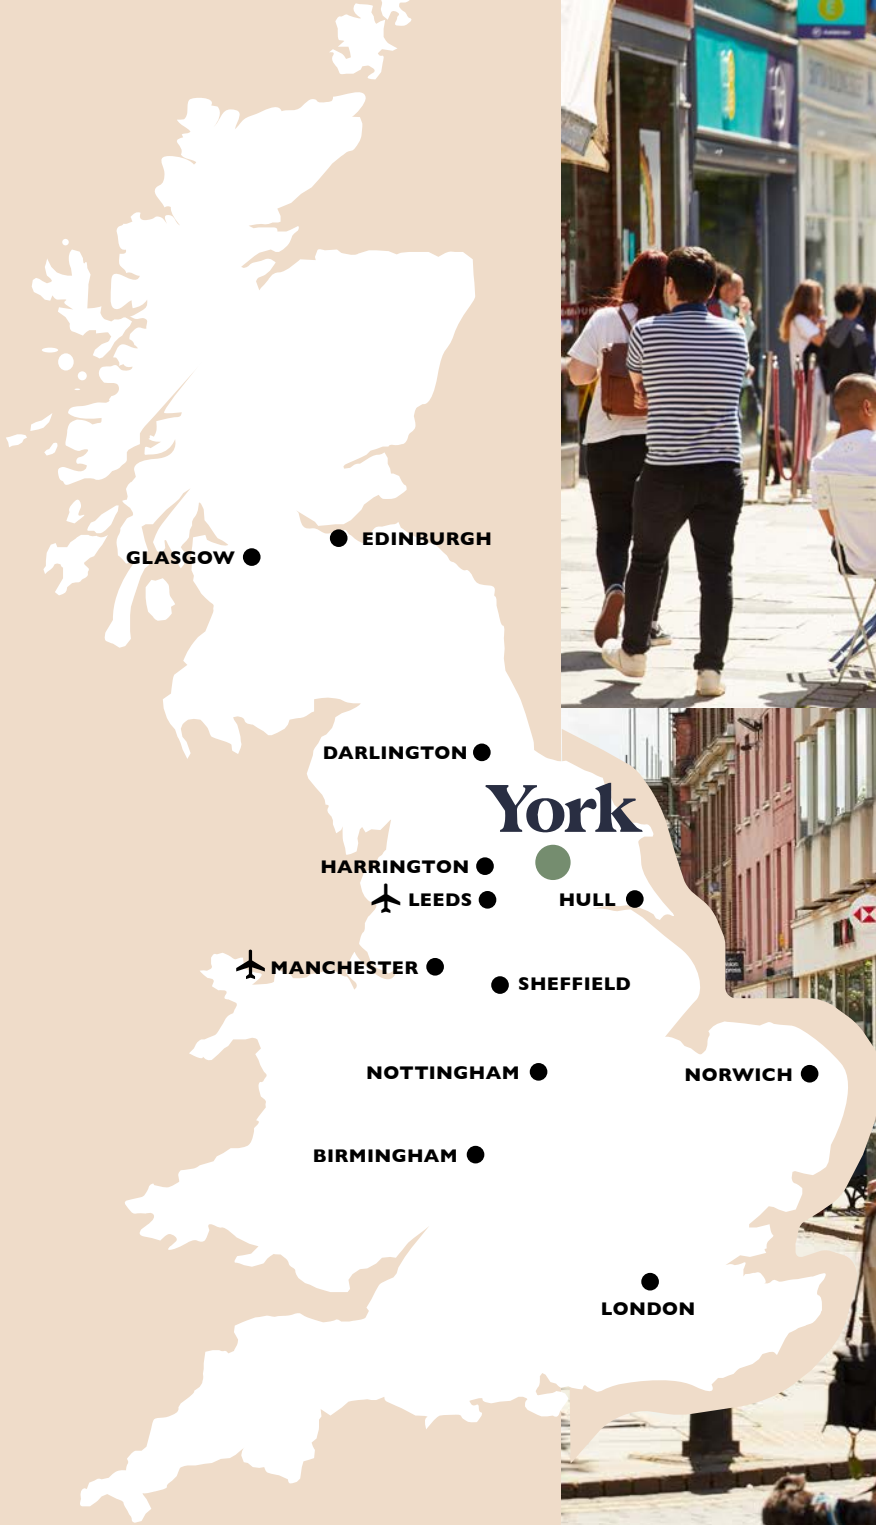 EDINBURGH
GLASGOW
DARLINGTON
York
HARRINGTON
LEEDS
HULL
MANCHESTER
SHEFFIELD
NOTTINGHAM
NORWICH
BIRMINGHAM
LONDON